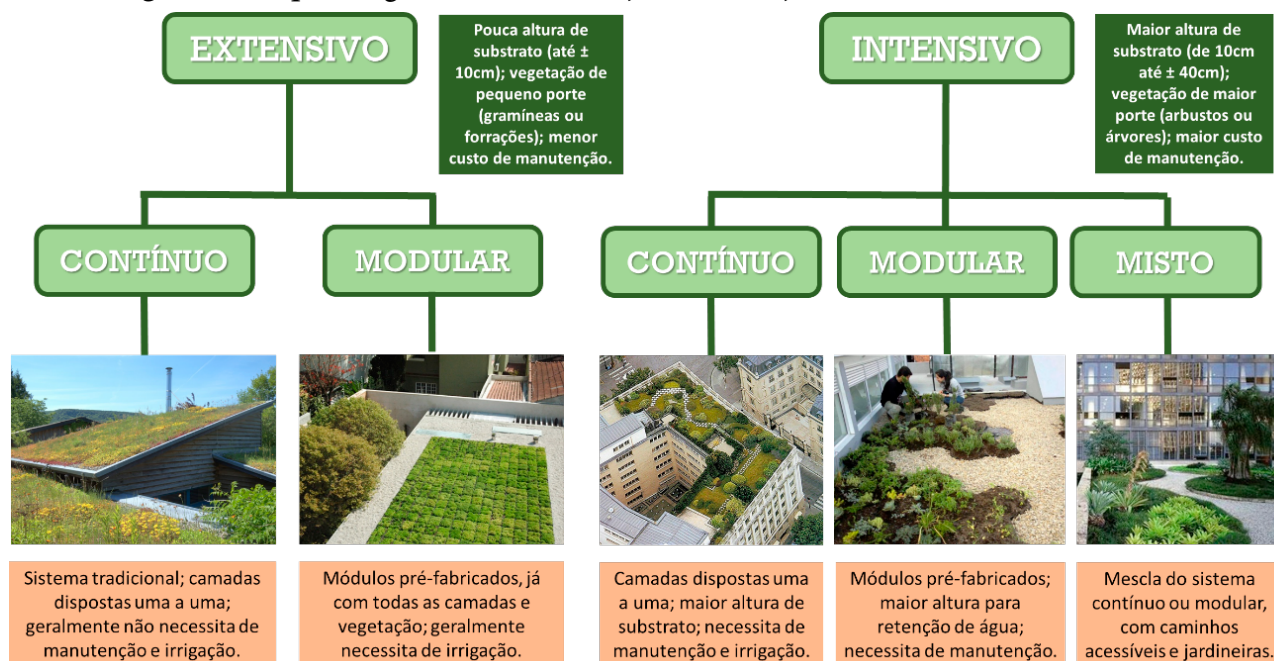 EXTENSIVO
Pouca altura de
substrato (até ±
10cm); vegetação de
pequeno porte
(gramíneas ou
forrações); menor
custo de manutenção.
INTENSIVO
Maior altura de
substrato (de 10cm
até ± 40cm);
vegetação de maior
porte (arbustos ou
árvores); maior custo
de manutenção.
CONTÍNUO
MODULAR
CONTÍNUO
MODULAR
MISTO
Sistema tradicional; camadas
dispostas uma a uma;
geralmente não necessita de
manutenção e irrigação.
Módulos pré-fabricados, já
com todas as camadas e
vegetação; geralmente
necessita de irrigação.
Camadas dispostas uma
a uma; maior altura de
substrato; necessita de
manutenção e irrigação.
Módulos pré-fabricados;
maior altura para
retenção de água;
necessita de manutenção.
Mescla do sistema
contínuo ou modular,
com caminhos
acessíveis e jardineiras.